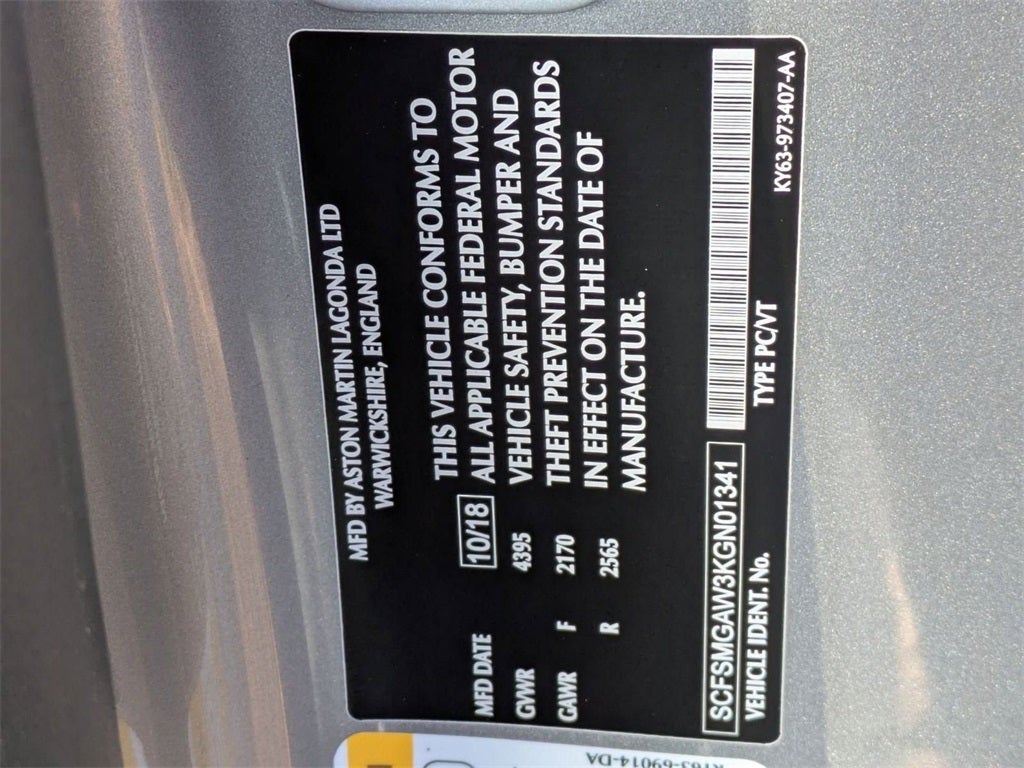 MFD BY ASTON MARTIN LAGONDA LTD
WARWICKSHIRE, ENGLAND
THIS VEHICLE CONFORMS TO
MFD DATE 10/18 ALL APPLICABLE FEDERAL MOTOR
GVWR 4395 VEHICLE SAFETY, BUMPER AND
GAWR F 2170 THEFT PREVENTION STANDARDS
R 2565 IN EFFECT ON THE DATE OF
MANUFACTURE.
SCFSMGAW3KGN01341
VEHICLE IDENT. No. TYPE PC/VT KY63-973407-AA